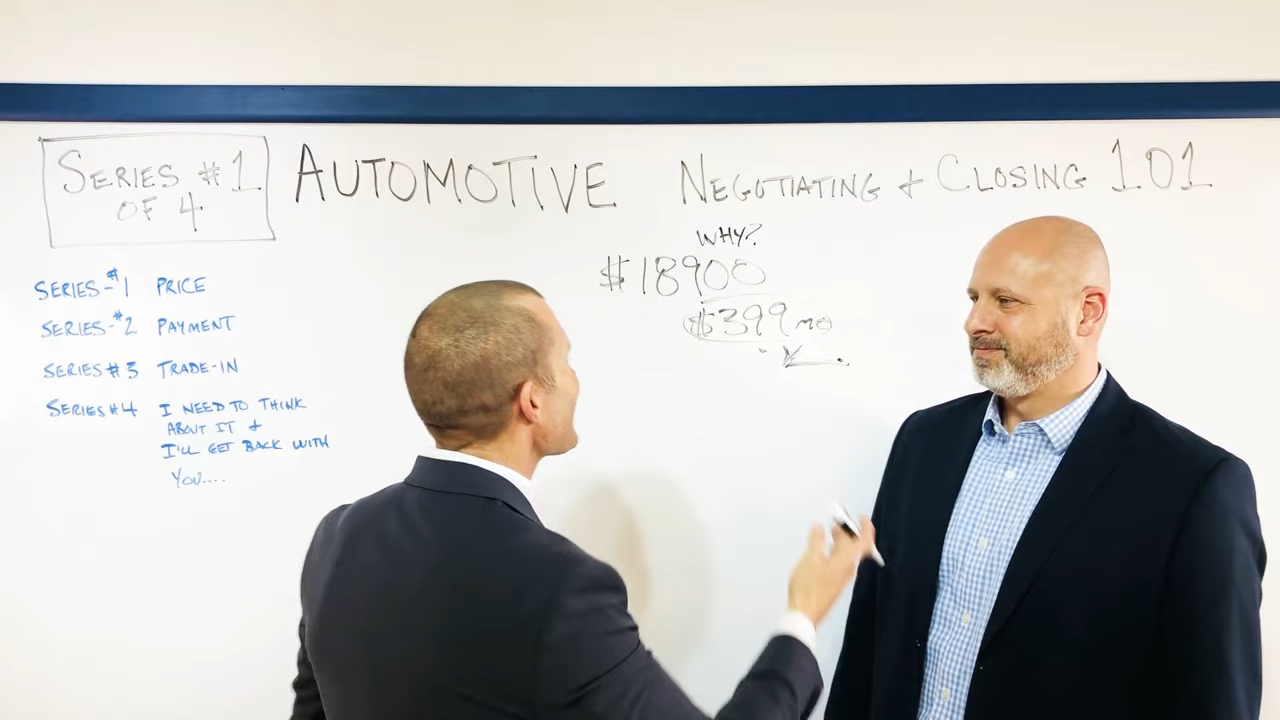 SERIES #1
OF 4
AUTOMOTIVE NEGOTIATING & CLOSING 101
SERIES-#1 PRICE
SERIES-#2 PAYMENT
SERIES #3 TRADE-IN
SERIES #4 I NEED TO THINK
ABOUT IT &
I'LL GET BACK WITH
YOU....
WHY?
$18900
$399 mo